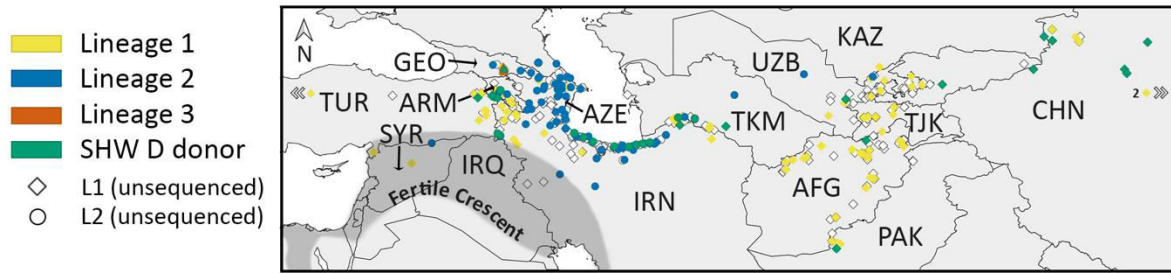 Lineage 1
Lineage 2
Lineage 3
SHW D donor
L1 (unsequenced)
L2 (unsequenced)
N
KAZ
GEO
UZB
TUR
ARM
AZE
TKM
TJK
CHN
2
SYR
IRQ
IRN
AFG
PAK
Fertile Crescent